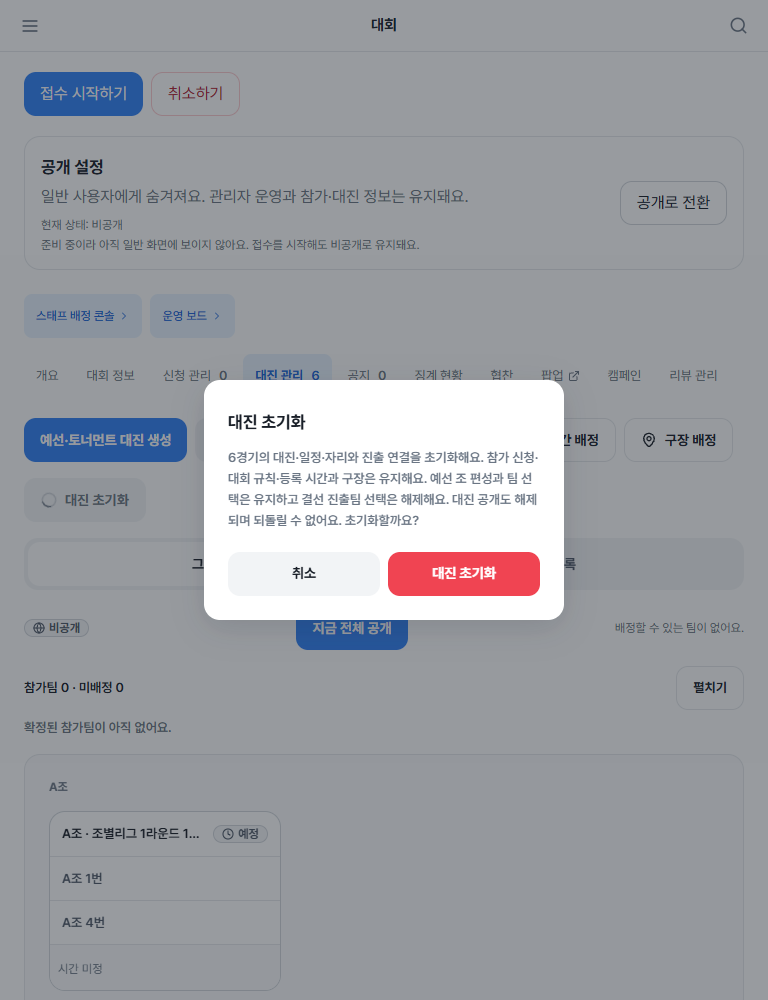 대회
접수 시작하기
취소하기
공개 설정
일반 사용자에게 숨겨져요. 관리자 운영과 참가·대진 정보는 유지돼요.
현재 상태: 비공개
준비 중이라 아직 일반 화면에 보이지 않아요. 접수를 시작해도 비공개로 유지돼요.
공개로 전환
스태프 배정 콘솔
운영 보드
개요 대회 정보 신청 관리 0 대진 관리 6 공지 0 징계 현황 협찬 팝업 캠페인 리뷰 관리
예선·토너먼트 대진 생성
배정
구장 배정
대진 초기화
대진 초기화
6경기의 대진·일정·자리와 진출 연결을 초기화해요. 참가 신청·
대회 규칙·등록 시간과 구장은 유지해요. 예선 조 편성과 팀 선
택은 유지하고 결선 진출팀 선택은 해제해요. 대진 공개도 해제
되며 되돌릴 수 없어요. 초기화할까요?
취소
대진 초기화
비공개
지금 전체 공개
배정할 수 있는 팀이 없어요.
참가팀 0 · 미배정 0
펼치기
확정된 참가팀이 아직 없어요.
A조
A조 · 조별리그 1라운드 1...
예정
A조 1번
A조 4번
시간 미정